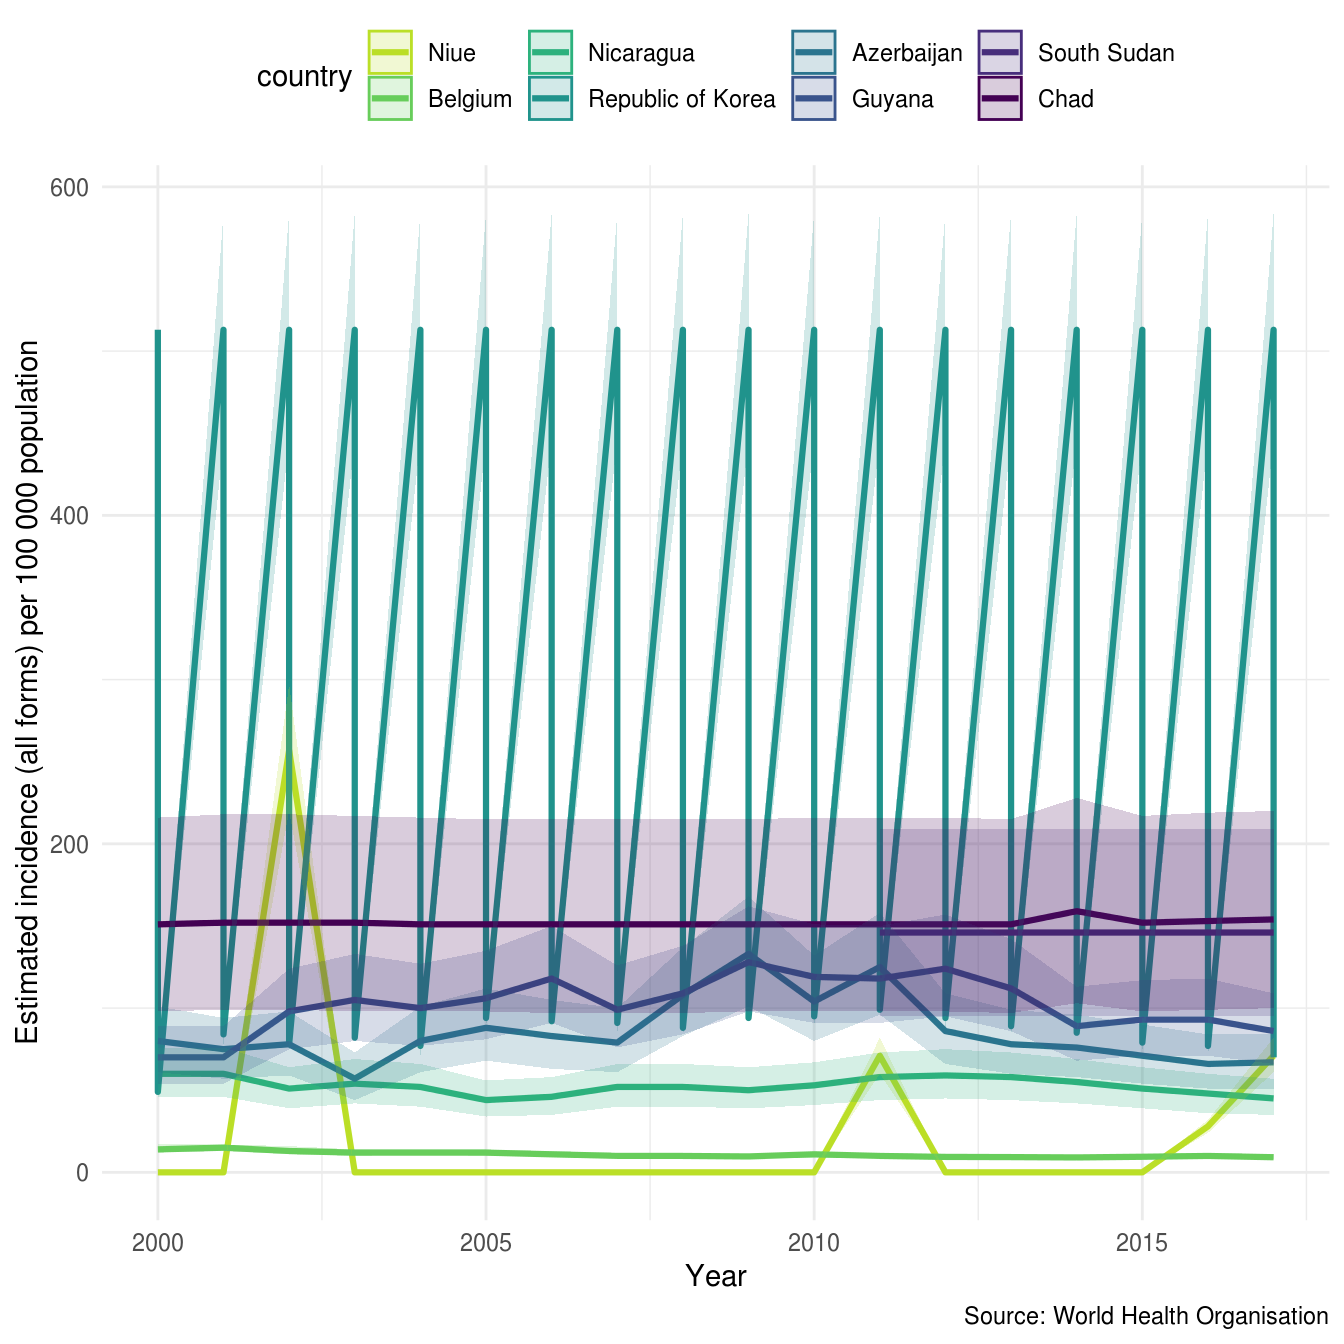 country
Niue
Nicaragua
Azerbaijan
South Sudan
Belgium
Republic of Korea
Guyana
Chad
Estimated incidence (all forms) per 100 000 population
600
400
200
0
2000
2005
2010
2015
Year
Source: World Health Organisation